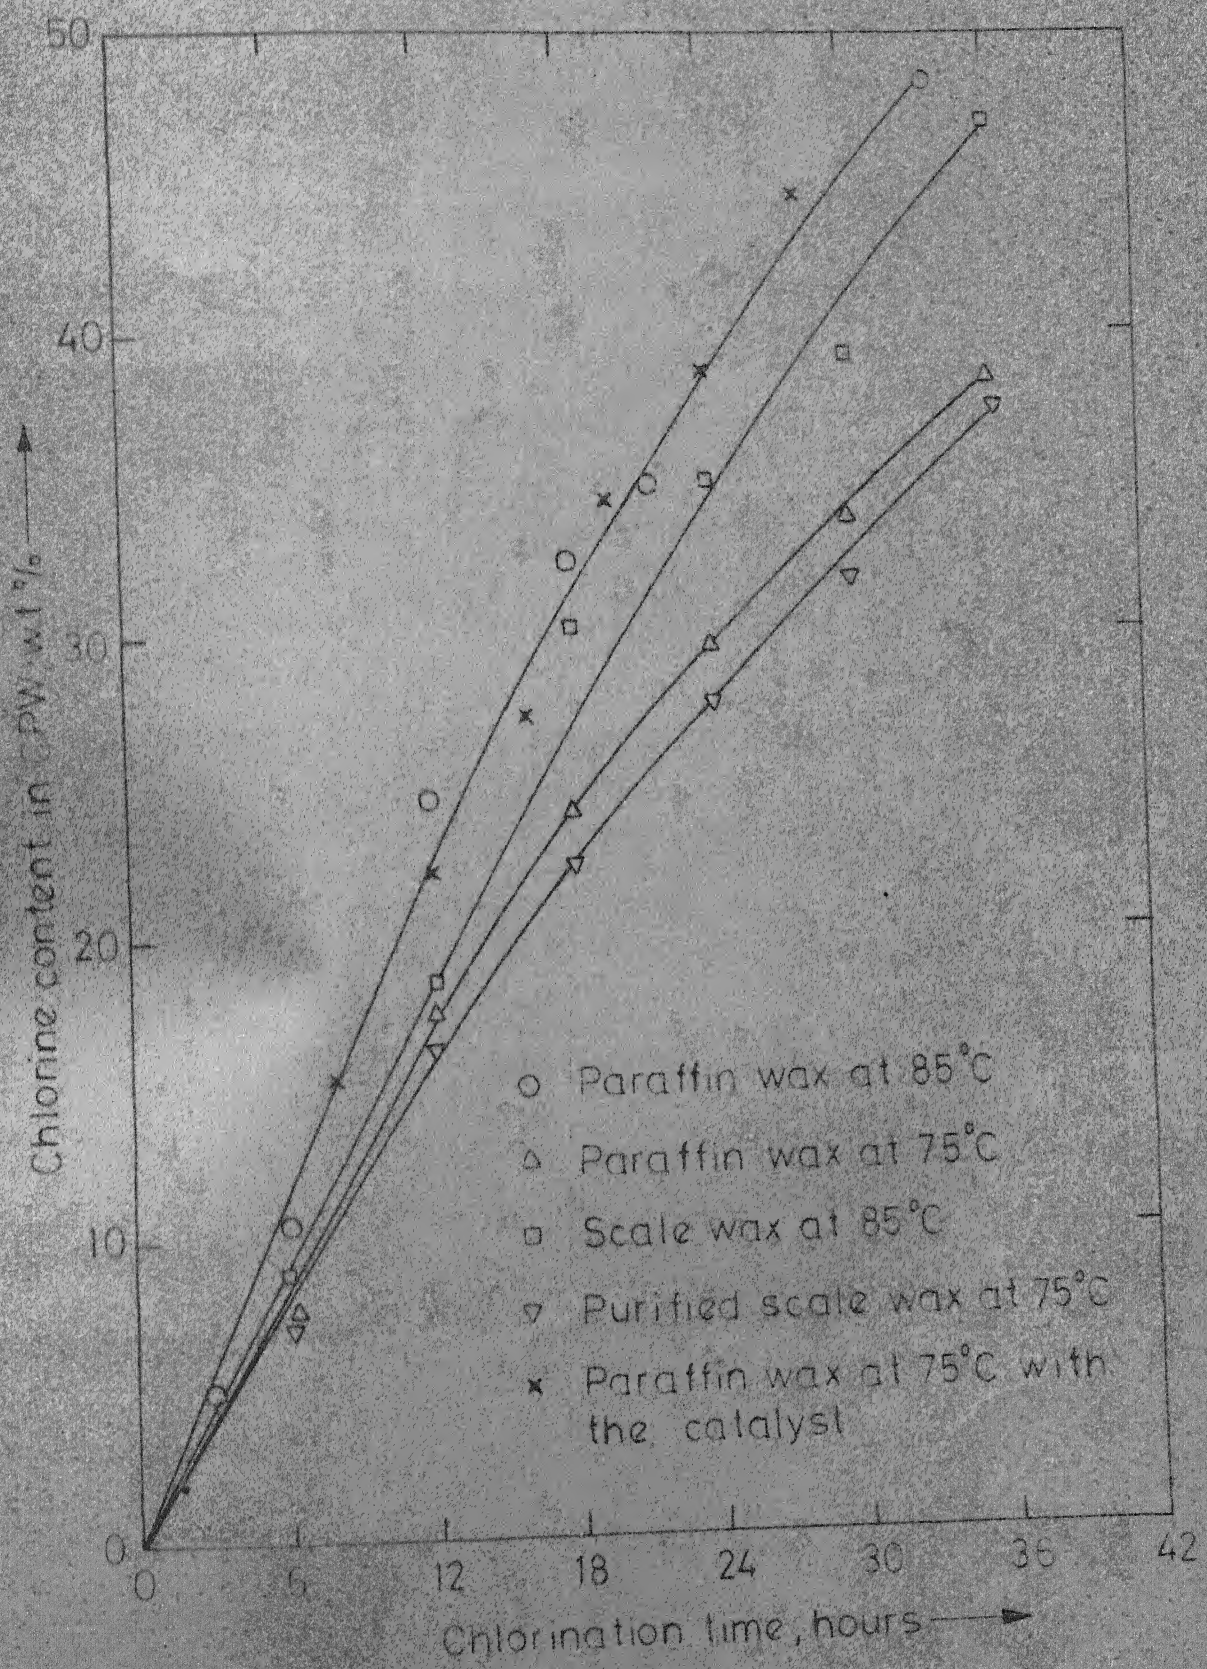 50
40
30
20
10
0
Chlorine content in CPW wt%
0 6 12 18 24 30 36 42
Chlorination time, hours
Paraffin wax at 85°C
Paraffin wax at 75°C
Scale wax at 85°C
Purified scale wax at 75°C
Paraffin wax at 75°C with
the catalyst